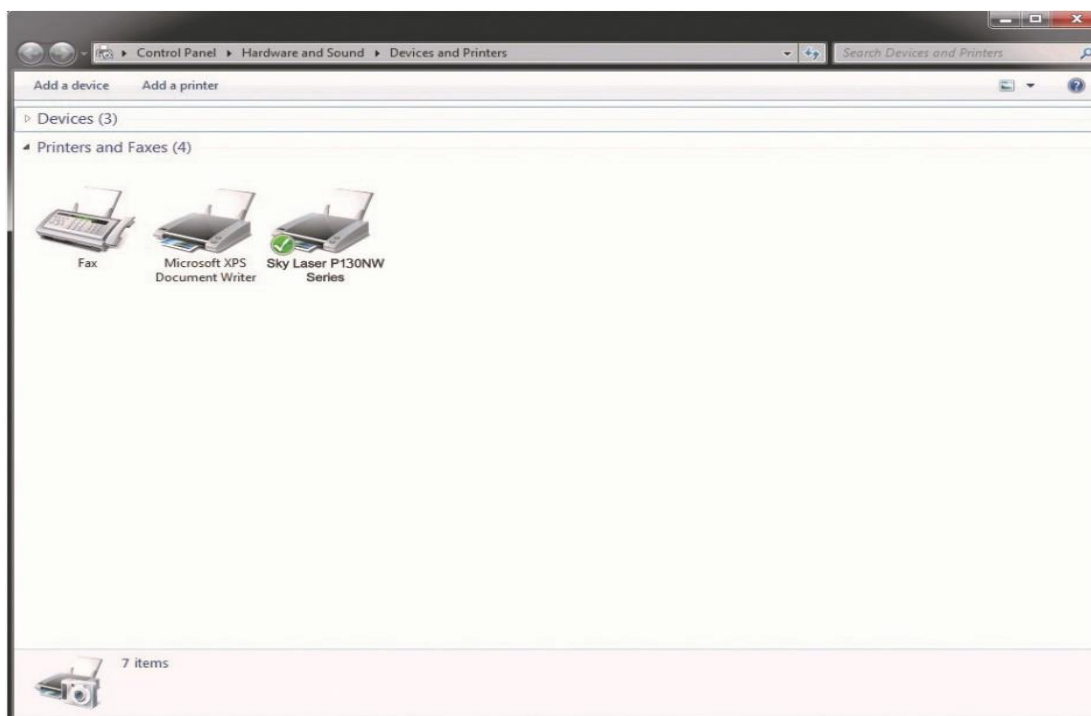 Control Panel ▸ Hardware and Sound ▸ Devices and Printers
Search Devices and Printers
Add a device Add a printer
Devices (3)
Printers and Faxes (4)
Fax
Microsoft XPS
Document Writer
Sky Laser P130NW
Series
7 items